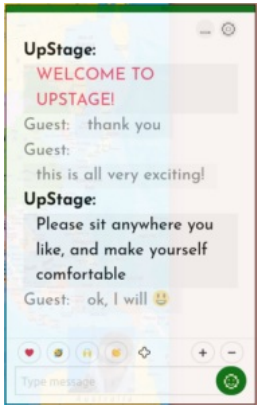 UpStage:
WELCOME TO
UPSTAGE!
Guest: thank you
Guest:
this is all very exciting!
UpStage:
Please sit anywhere you
like, and make yourself
comfortable
Guest: ok, I will 😃
Type message